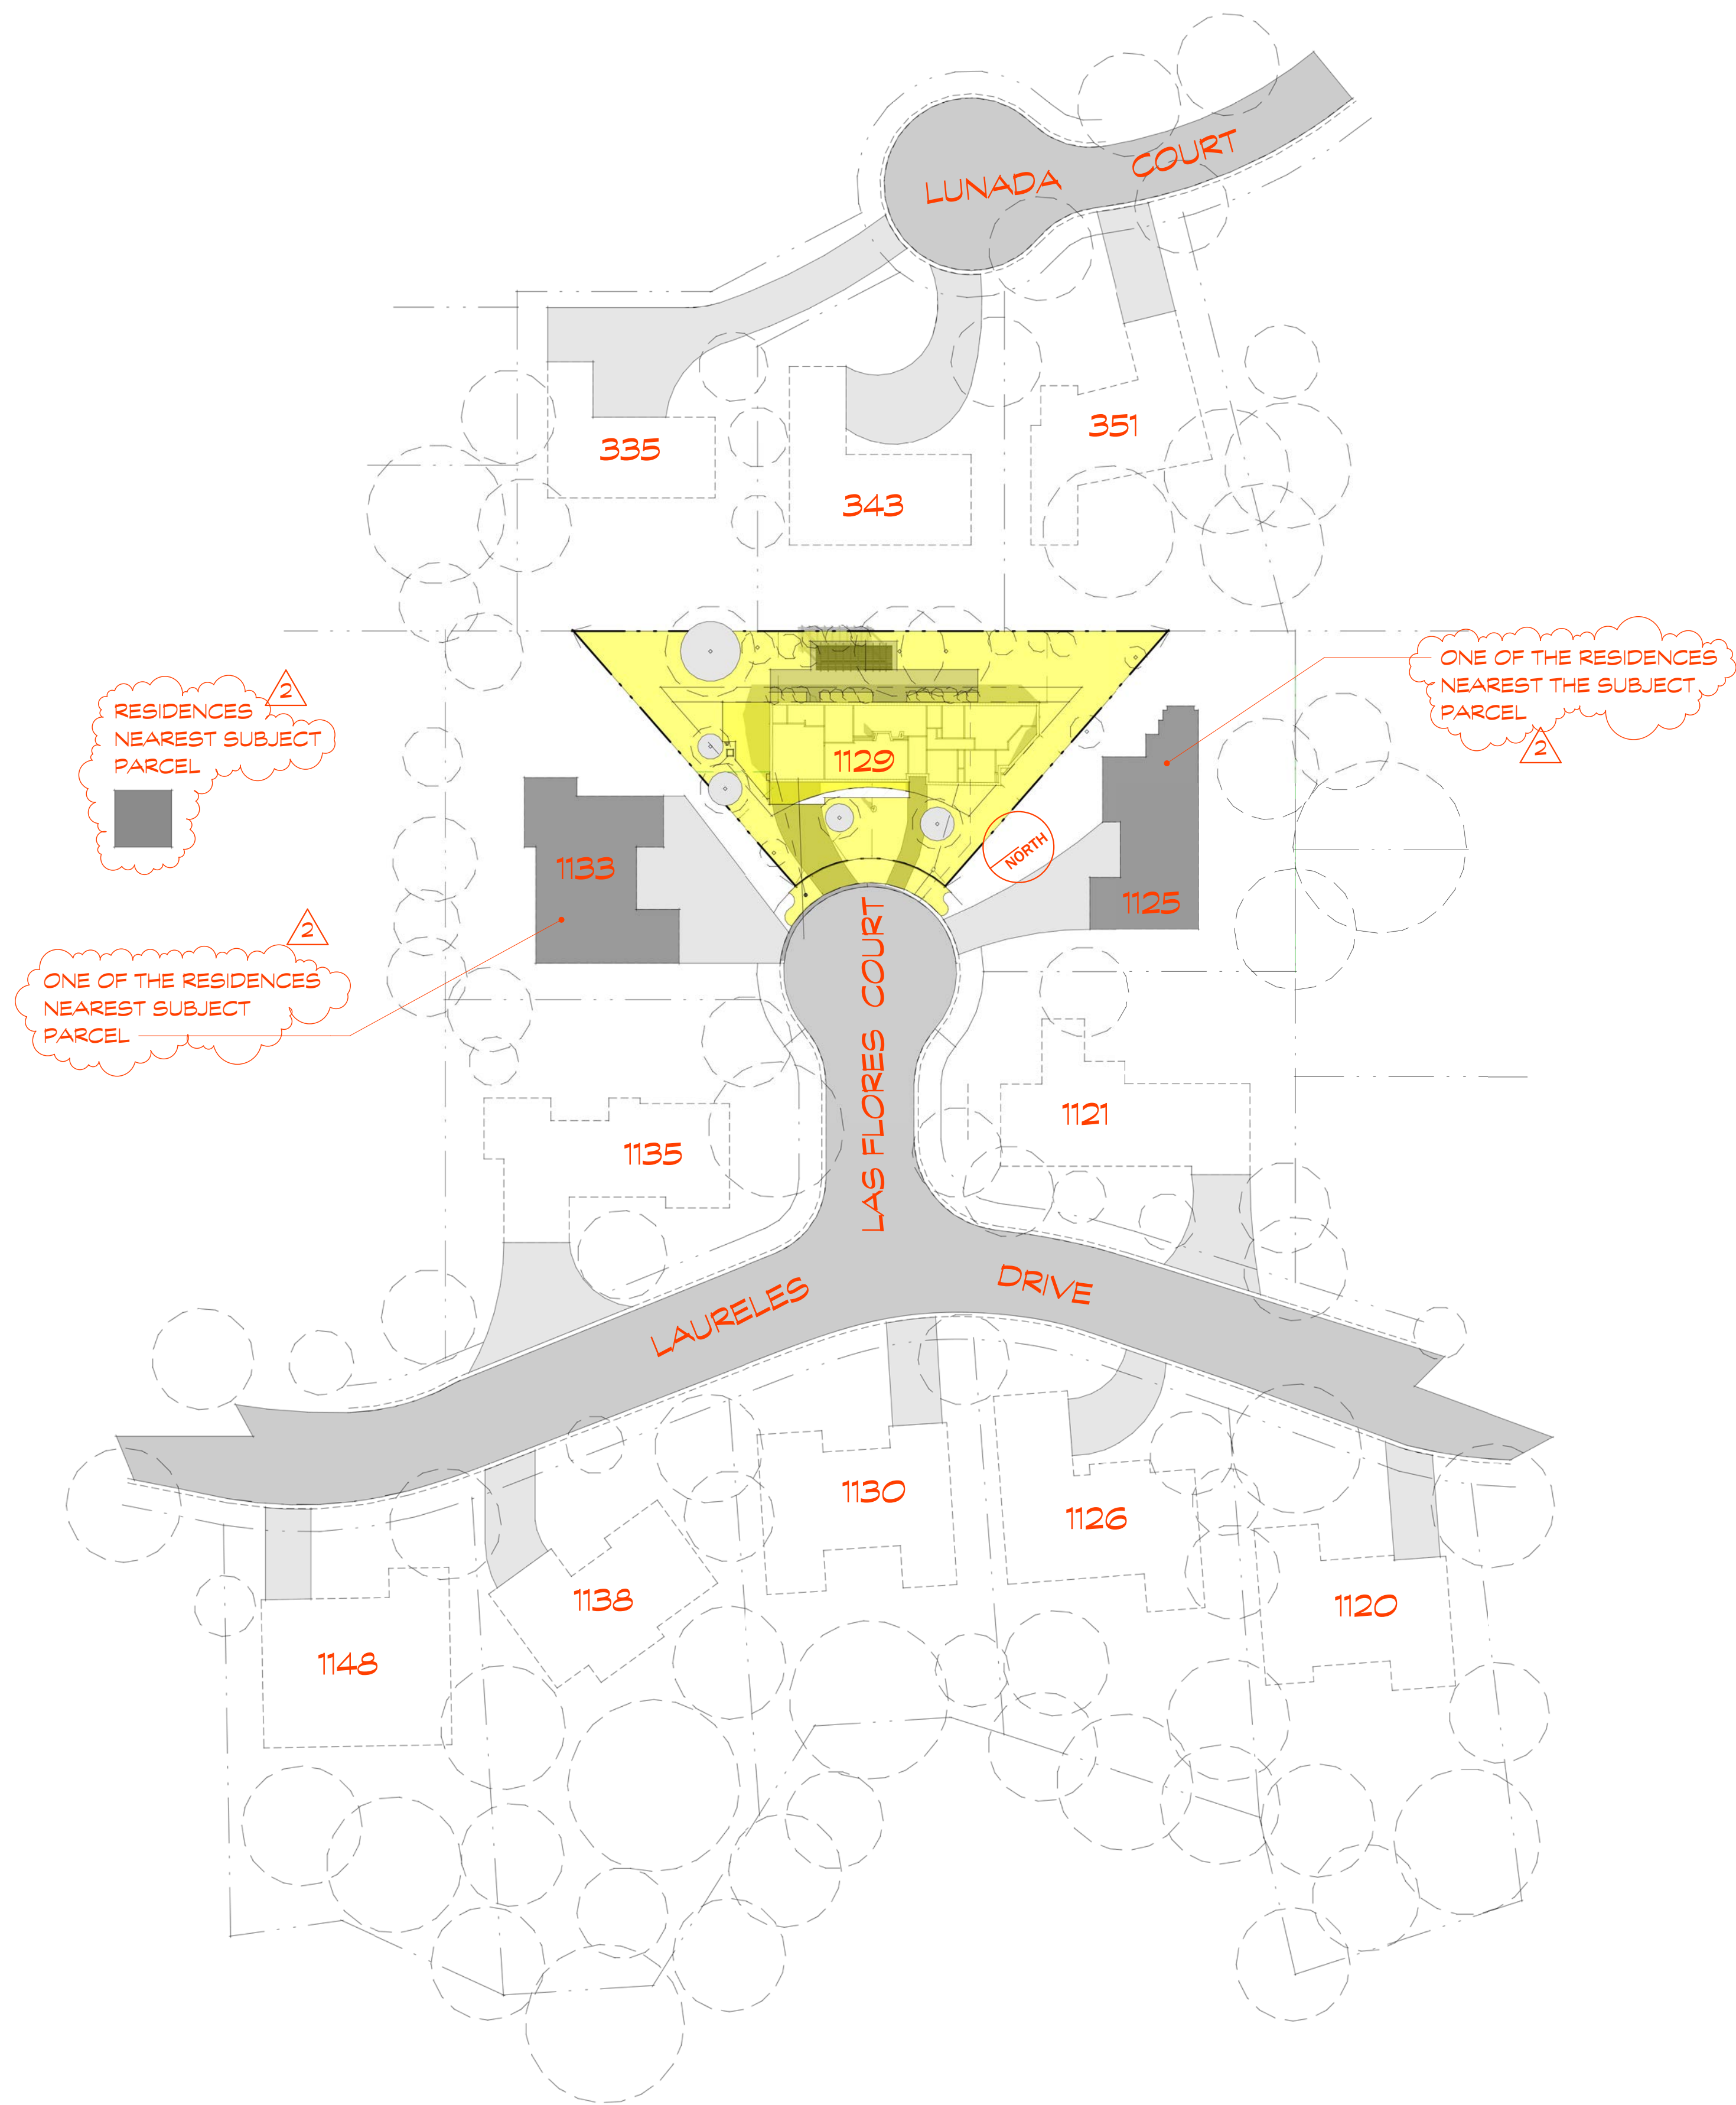 LUNADA COURT
335
343
351
ONE OF THE RESIDENCES
NEAREST THE SUBJECT
PARCEL
2
2
RESIDENCES
NEAREST SUBJECT
PARCEL
1129
NORTH
1133
1125
2
ONE OF THE RESIDENCES
NEAREST SUBJECT
PARCEL
LAS FLORES COURT
1135
1121
LAURELES DRIVE
1130
1126
1138
1120
1148